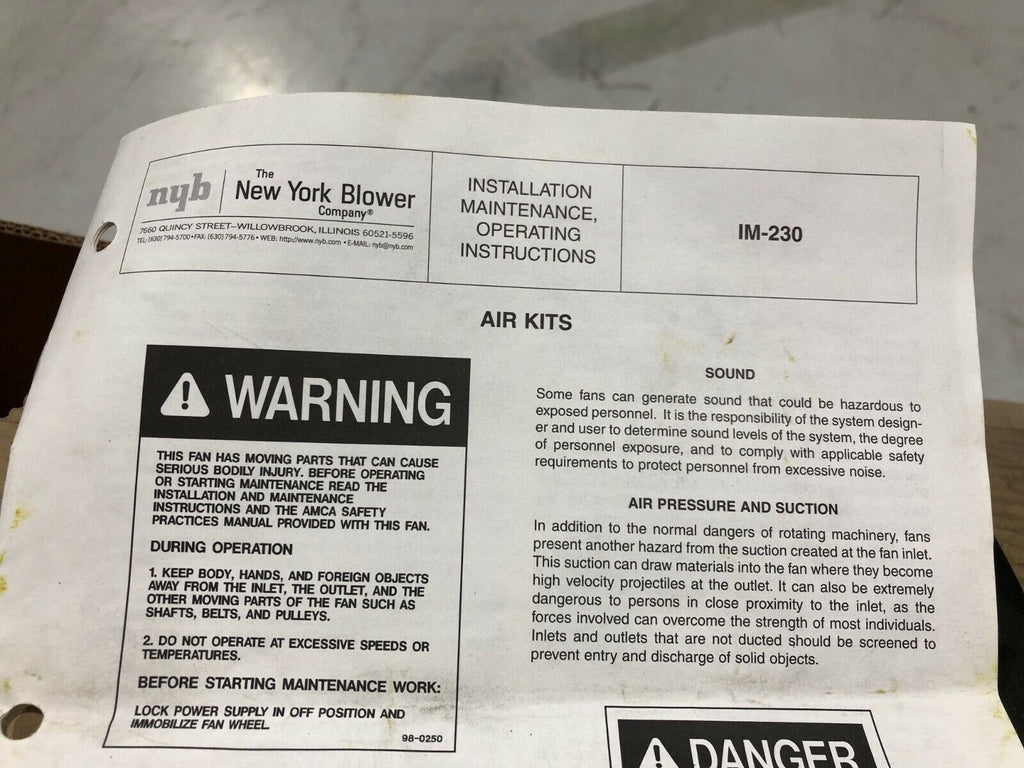 nyb
The
New York Blower
Company®
7660 QUINCY STREET–WILLOWBROOK, ILLINOIS 60521-5596
TEL: (630) 794-5700•FAX: (630) 794-5776 • WEB: http://www.nyb.com • E-MAIL: nyb@nyb.com
INSTALLATION
MAINTENANCE,
OPERATING
INSTRUCTIONS
IM-230
AIR KITS
WARNING
THIS FAN HAS MOVING PARTS THAT CAN CAUSE
SERIOUS BODILY INJURY. BEFORE OPERATING
OR STARTING MAINTENANCE READ THE
INSTALLATION AND MAINTENANCE
INSTRUCTIONS AND THE AMCA SAFETY
PRACTICES MANUAL PROVIDED WITH THIS FAN.
DURING OPERATION
1. KEEP BODY, HANDS, AND FOREIGN OBJECTS
AWAY FROM THE INLET, THE OUTLET, AND THE
OTHER MOVING PARTS OF THE FAN SUCH AS
SHAFTS, BELTS, AND PULLEYS.
2. DO NOT OPERATE AT EXCESSIVE SPEEDS OR
TEMPERATURES.
BEFORE STARTING MAINTENANCE WORK:
LOCK POWER SUPPLY IN OFF POSITION AND
IMMOBILIZE FAN WHEEL.
98-0250
SOUND
Some fans can generate sound that could be hazardous to
exposed personnel. It is the responsibility of the system design-
er and user to determine sound levels of the system, the degree
of personnel exposure, and to comply with applicable safety
requirements to protect personnel from excessive noise.
AIR PRESSURE AND SUCTION
In addition to the normal dangers of rotating machinery, fans
present another hazard from the suction created at the fan inlet.
This suction can draw materials into the fan where they become
high velocity projectiles at the outlet. It can also be extremely
dangerous to persons in close proximity to the inlet, as the
forces involved can overcome the strength of most individuals.
Inlets and outlets that are not ducted should be screened to
prevent entry and discharge of solid objects.
DANGER